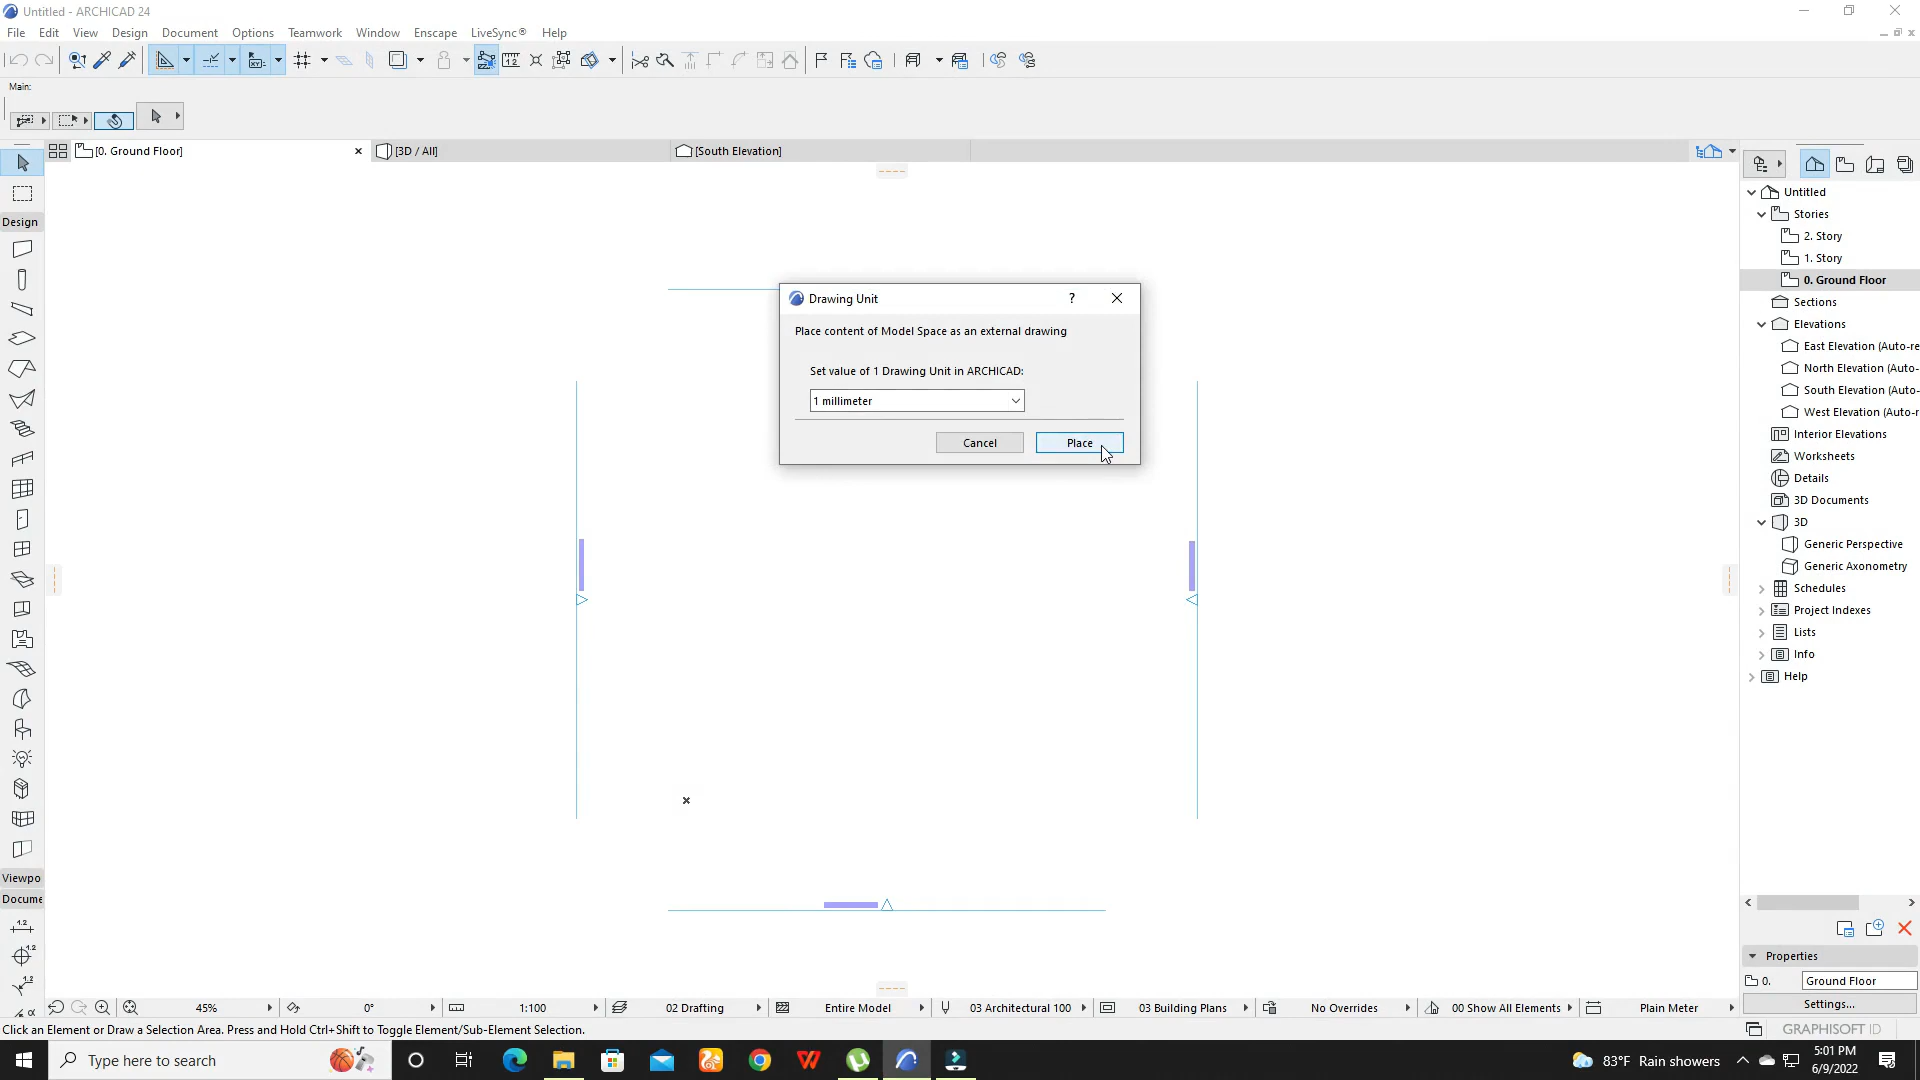 Untitled - ARCHICAD 24
File Edit View Design Document Options Teamwork Window Enscape LiveSync® Help
Main:
[0. Ground Floor]
[3D / All]
[South Elevation]
Design
Viewpo
Docume
Drawing Unit
?
Place content of Model Space as an external drawing
Set value of 1 Drawing Unit in ARCHICAD:
1 millimeter
Cancel
Place
Untitled
Stories
2. Story
1. Story
0. Ground Floor
Sections
Elevations
East Elevation (Auto-re
North Elevation (Auto-
South Elevation (Auto-
West Elevation (Auto-r
Interior Elevations
Worksheets
Details
3D Documents
3D
Generic Perspective
Generic Axonometry
Schedules
Project Indexes
Lists
Info
Help
Properties
0.
Ground Floor
Settings...
45% 0° 1:100 02 Drafting Entire Model 03 Architectural 100 03 Building Plans No Overrides 00 Show All Elements Plain Meter
Click an Element or Draw a Selection Area. Press and Hold Ctrl+Shift to Toggle Element/Sub-Element Selection.
GRAPHISOFT ID
Type here to search
83°F Rain showers
5:01 PM
6/9/2022